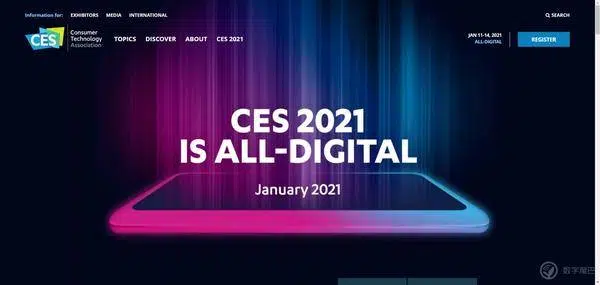 Information for: EXHIBITORS MEDIA INTERNATIONAL SEARCH
CES
Consumer
Technology
Association
TOPICS DISCOVER ABOUT CES 2021
JAN 11-14, 2021
ALL-DIGITAL
REGISTER
CES 2021
IS ALL-DIGITAL
January 2021
数字尾巴